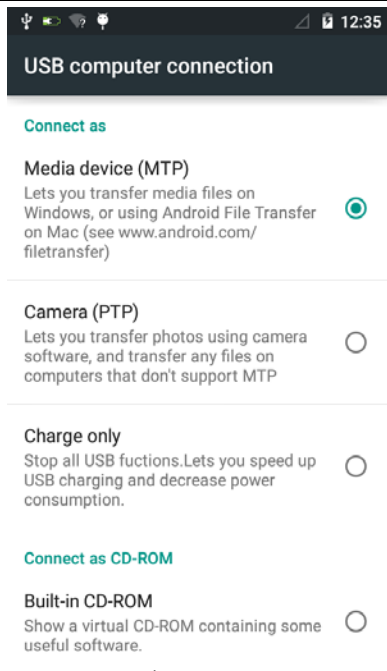 12:35
USB computer connection
Connect as
Media device (MTP)
Lets you transfer media files on
Windows, or using Android File Transfer
on Mac (see www.android.com/
filetransfer)
Camera (PTP)
Lets you transfer photos using camera
software, and transfer any files on
computers that don't support MTP
Charge only
Stop all USB fuctions.Lets you speed up
USB charging and decrease power
consumption.
Connect as CD-ROM
Built-in CD-ROM
Show a virtual CD-ROM containing some
useful software.